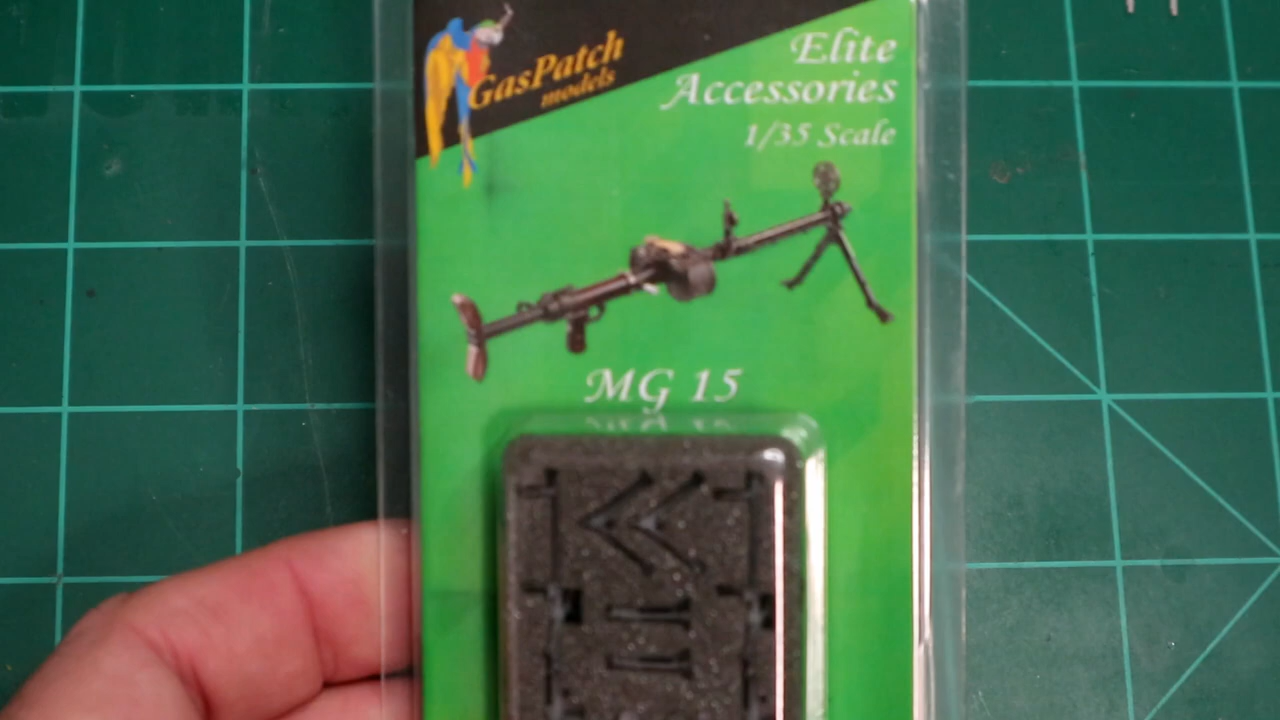 GasPatch
models
Elite
Accessories
1/35 Scale
MG 15